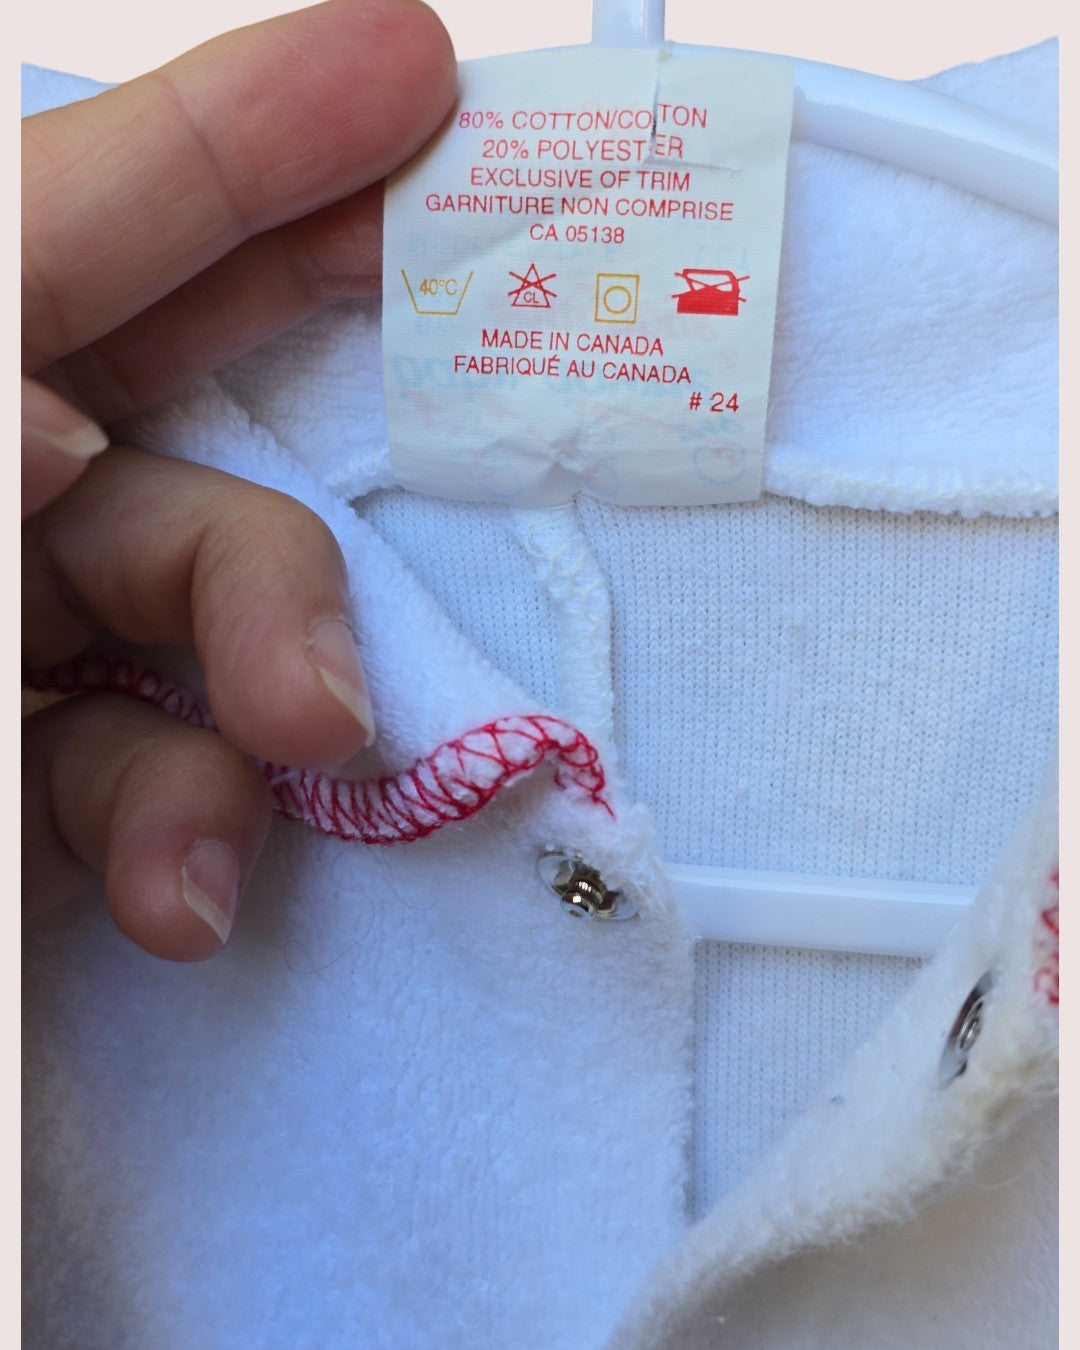 80% COTTON/COTON
20% POLYESTER
EXCLUSIVE OF TRIM
GARNITURE NON COMPRISE
CA 05138
40°C
CL
MADE IN CANADA
FABRIQUÉ AU CANADA
# 24